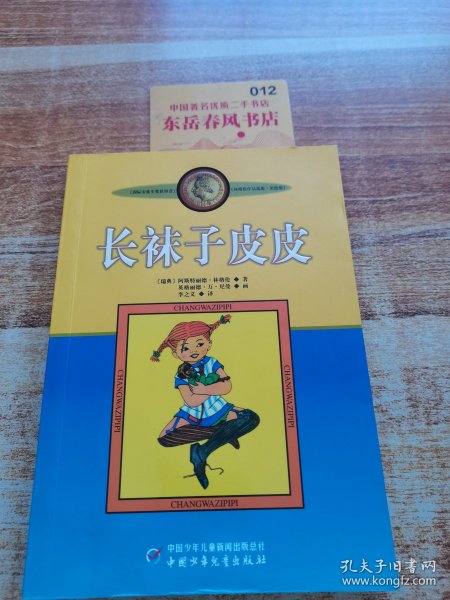 012
中国著名优质二手书店
东岳春风书店
长袜子皮皮
〔瑞典〕阿斯特丽德·林格伦 ◆ 著
英格丽德·万·尼曼 ◆ 画
李之义 ◆ 译
CHANGWAZIPIPI
CHANGWAZIPIPI
CHANGWAZIPIPI
CHANGWAZIPIPI
中国少年儿童新闻出版总社
中国少年儿童出版社
孔夫子旧书网
www.kongfz.com